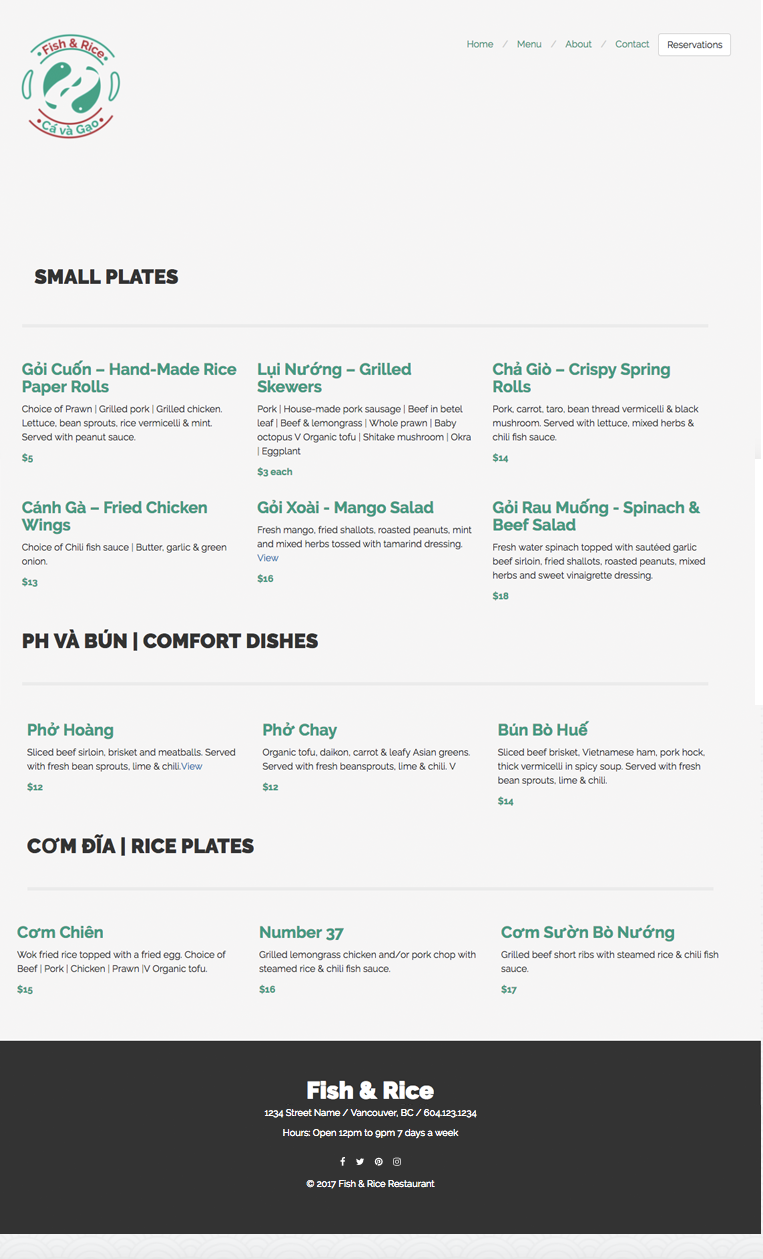 Fish & Rice
Cá và Gạo
Home / Menu / About / Contact Reservations
SMALL PLATES
Gỏi Cuốn – Hand-Made Rice
Paper Rolls
Choice of Prawn | Grilled pork | Grilled chicken.
Lettuce, bean sprouts, rice vermicelli & mint.
Served with peanut sauce.
$5
Lụi Nướng – Grilled
Skewers
Pork | House-made pork sausage | Beef in betel
leaf | Beef & lemongrass | Whole prawn | Baby
octopus V Organic tofu | Shitake mushroom | Okra
| Eggplant
$3 each
Chả Giò – Crispy Spring
Rolls
Pork, carrot, taro, bean thread vermicelli & black
mushroom. Served with lettuce, mixed herbs &
chili fish sauce.
$14
Cánh Gà – Fried Chicken
Wings
Choice of Chili fish sauce | Butter, garlic & green
onion.
$13
Gỏi Xoài - Mango Salad
Fresh mango, fried shallots, roasted peanuts, mint
and mixed herbs tossed with tamarind dressing.
View
$16
Gỏi Rau Muống - Spinach &
Beef Salad
Fresh water spinach topped with sautéed garlic
beef sirloin, fried shallots, roasted peanuts, mixed
herbs and sweet vinaigrette dressing.
$18
PH VÀ BÚN | COMFORT DISHES
Phở Hoàng
Sliced beef sirloin, brisket and meatballs. Served
with fresh bean sprouts, lime & chili.View
$12
Phở Chay
Organic tofu, daikon, carrot & leafy Asian greens.
Served with fresh beansprouts, lime & chili. V
$12
Bún Bò Huế
Sliced beef brisket, Vietnamese ham, pork hock,
thick vermicelli in spicy soup. Served with fresh
bean sprouts, lime & chili.
$14
CƠM ĐĨA | RICE PLATES
Cơm Chiên
Wok fried rice topped with a fried egg. Choice of
Beef | Pork | Chicken | Prawn |V Organic tofu.
$15
Number 37
Grilled lemongrass chicken and/or pork chop with
steamed rice & chili fish sauce.
$16
Cơm Sườn Bò Nướng
Grilled beef short ribs with steamed rice & chili fish
sauce.
$17
Fish & Rice
1234 Street Name / Vancouver, BC / 604.123.1234
Hours: Open 12pm to 9pm 7 days a week
© 2017 Fish & Rice Restaurant